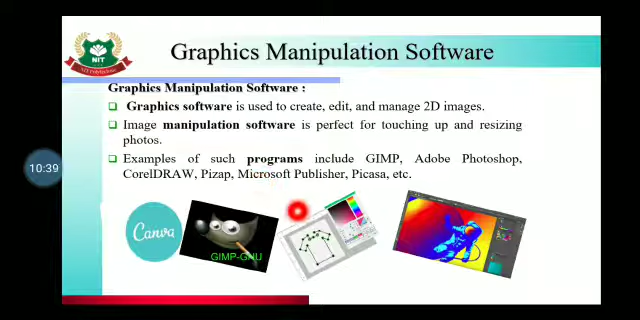 NIT
Graphics Manipulation Software
Graphics Manipulation Software :
Graphics software is used to create, edit, and manage 2D images.
Image manipulation software is perfect for touching up and resizing
photos.
Examples of such programs include GIMP, Adobe Photoshop,
CorelDRAW, Pizap, Microsoft Publisher, Picasa, etc.
10:39
Canva
GIMP-GNU